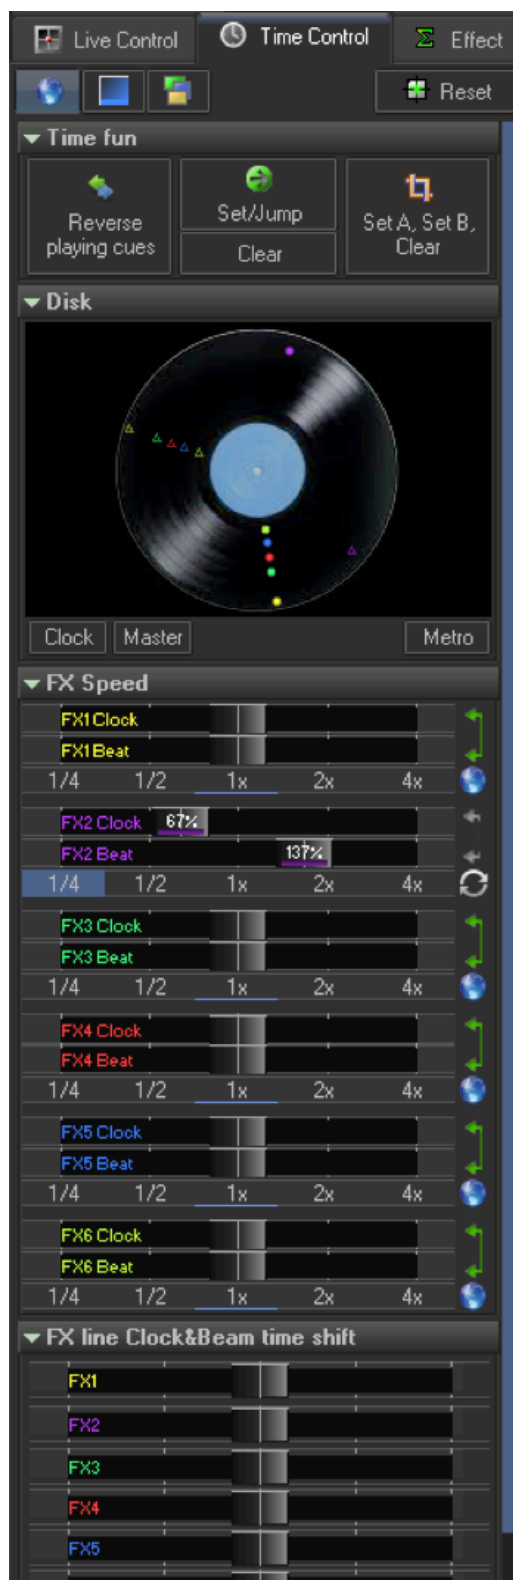 Live Control Time Control Effect
Reset
Time fun
Reverse playing cues
Set/Jump
Clear
Set A, Set B, Clear
Disk
Clock Master Metro
FX Speed
FX1 Clock
FX1 Beat
1/4 1/2 1x 2x 4x
FX2 Clock 67%
FX2 Beat 137%
1/4 1/2 1x 2x 4x
FX3 Clock
FX3 Beat
1/4 1/2 1x 2x 4x
FX4 Clock
FX4 Beat
1/4 1/2 1x 2x 4x
FX5 Clock
FX5 Beat
1/4 1/2 1x 2x 4x
FX6 Clock
FX6 Beat
1/4 1/2 1x 2x 4x
FX line Clock&Beam time shift
FX1
FX2
FX3
FX4
FX5